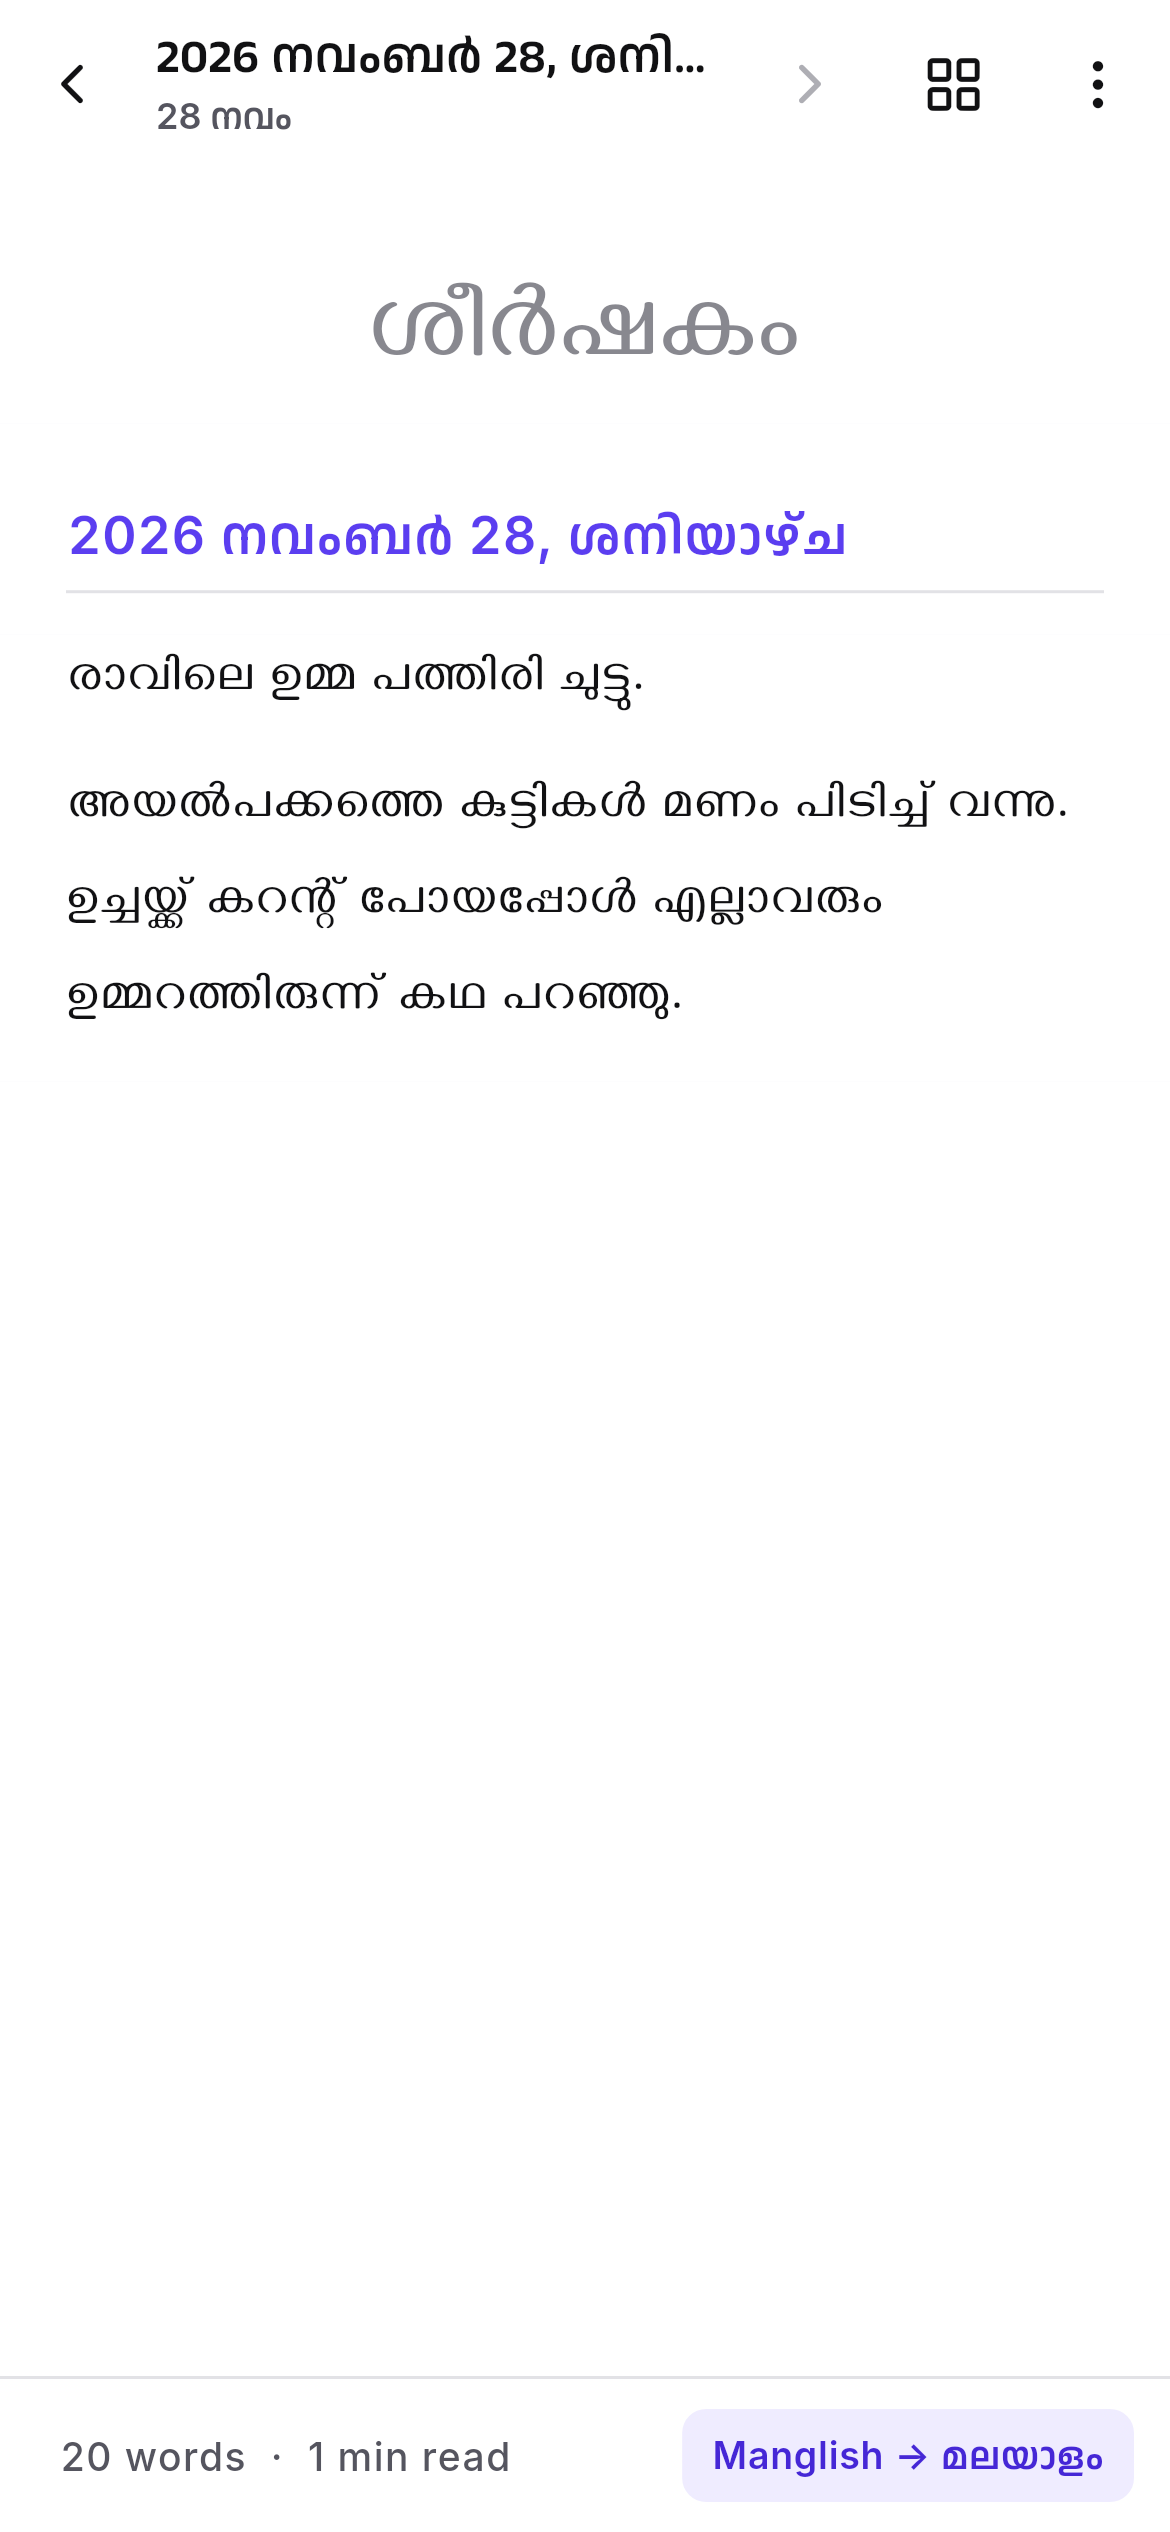 2026 നവംബർ 28, ശനി...
28 നവം
ശീർഷകം
2026 നവംബർ 28, ശനിയാഴ്ച
രാവിലെ ഉമ്മ പത്തിരി ചുട്ടു.
അയൽപക്കത്തെ കുട്ടികൾ മണം പിടിച്ച് വന്നു.
ഉച്ചയ്ക്ക് കറന്റ് പോയപ്പോൾ എല്ലാവരും
ഉമ്മറത്തിരുന്ന് കഥ പറഞ്ഞു.
20 words · 1 min read
Manglish → മലയാളം